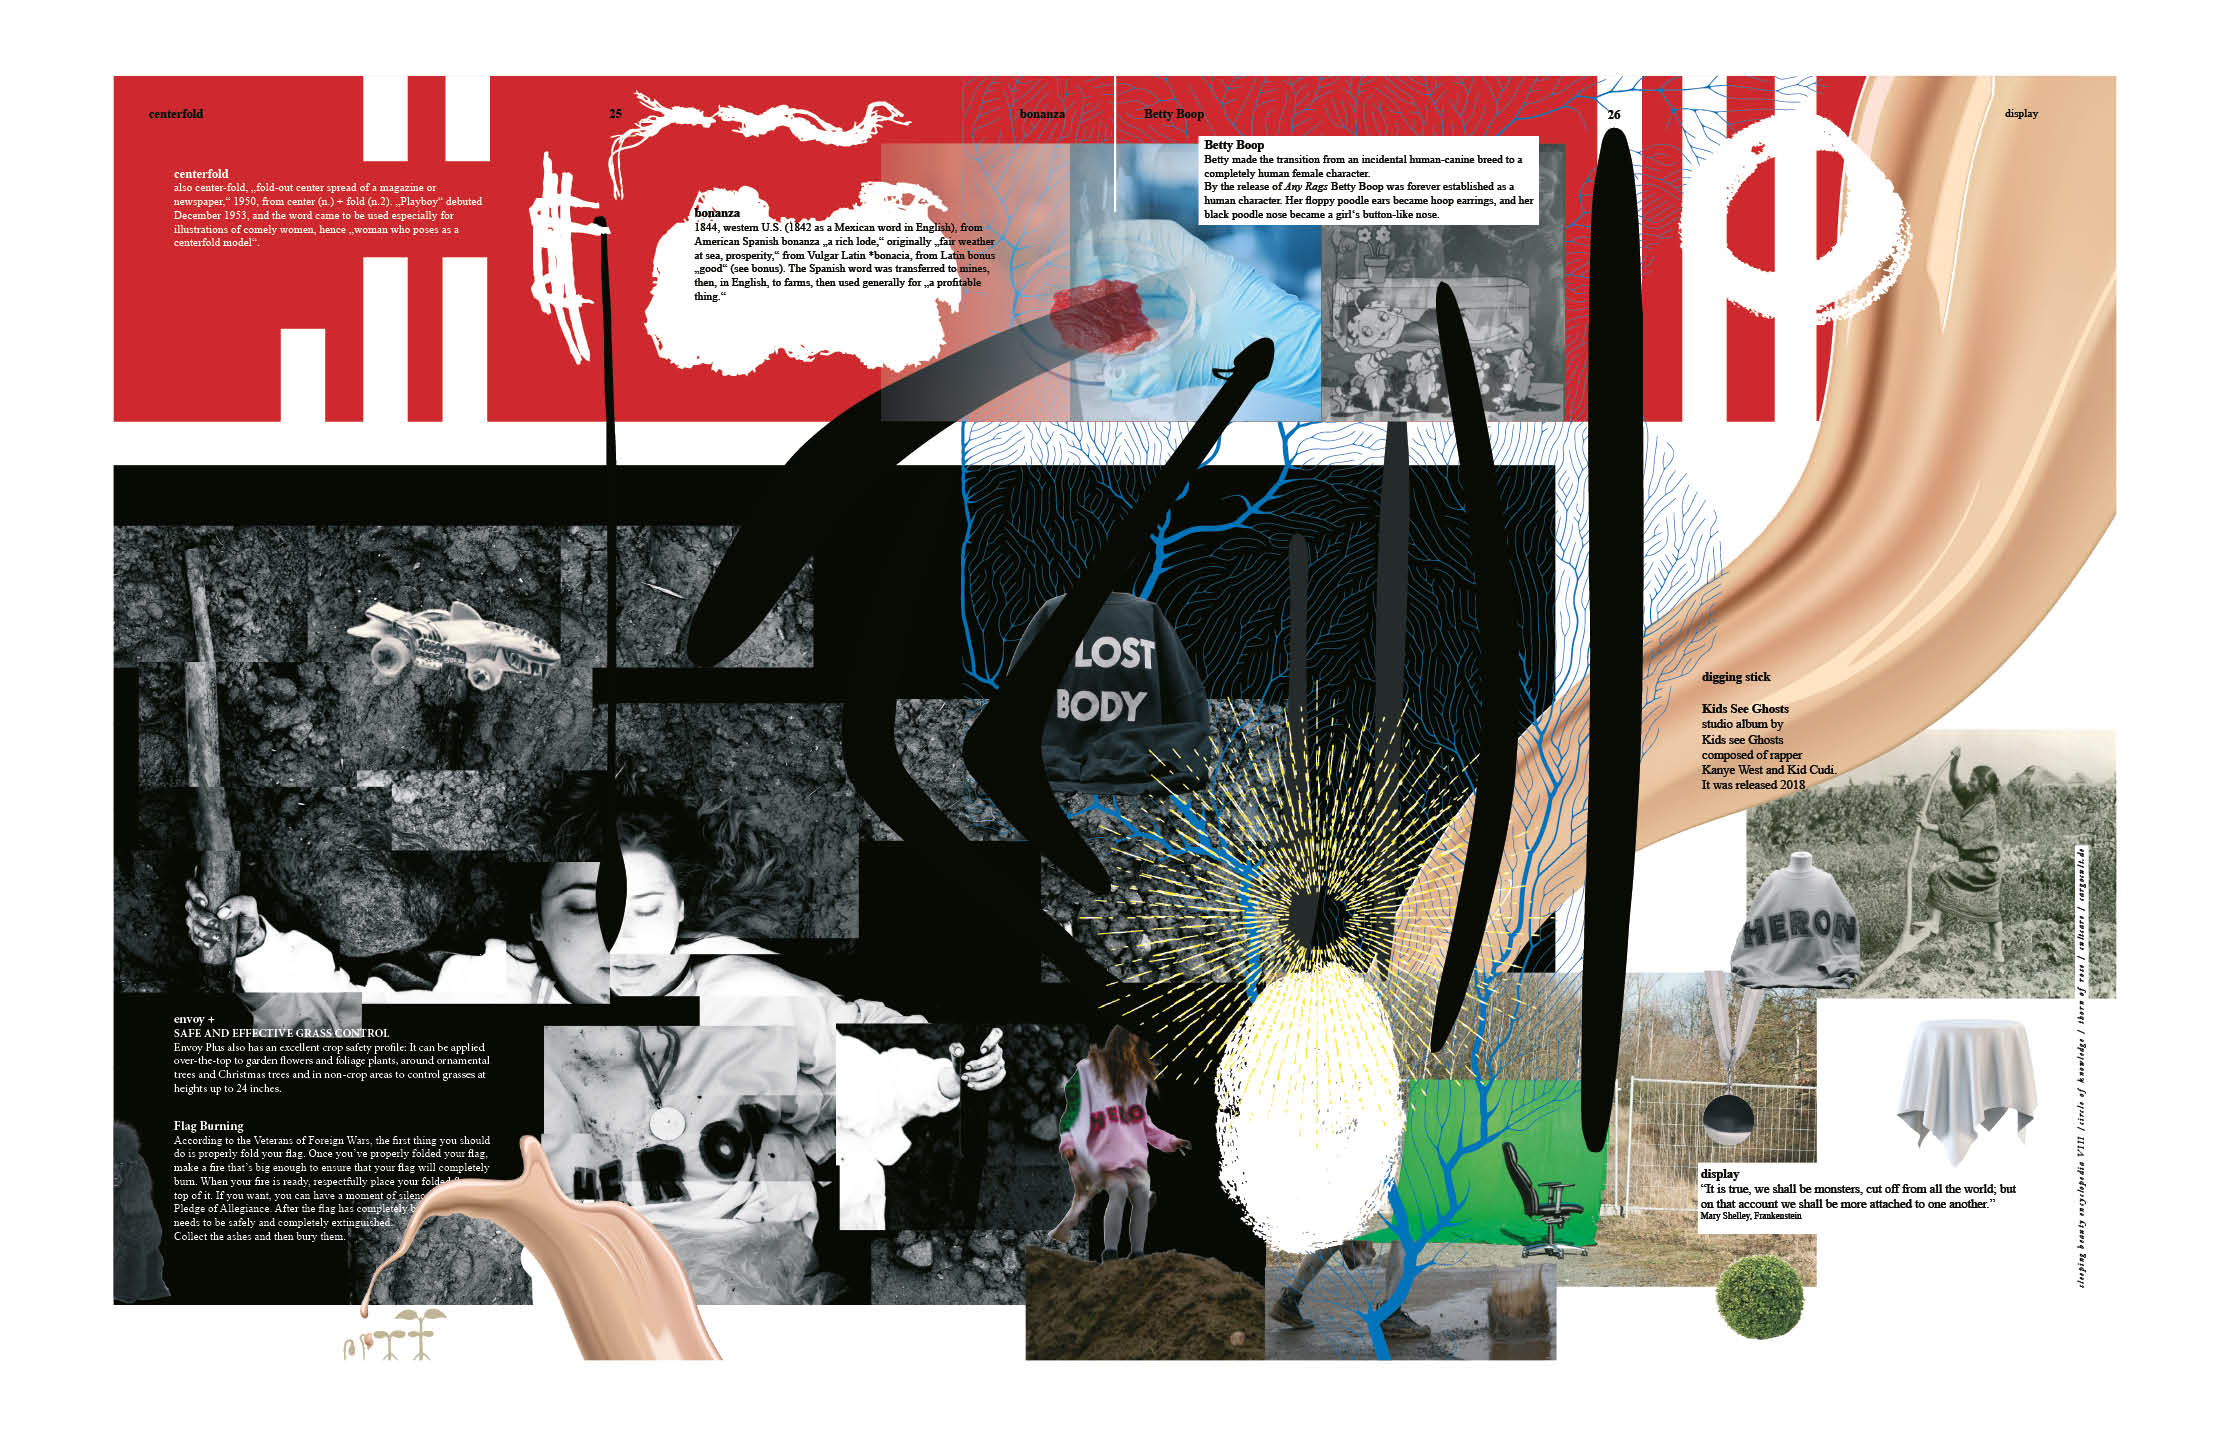 centerfold
25
bonanza
Betty Boop
26
display
centerfold
also center-fold, „fold-out center spread of a magazine or
newspaper,“ 1950, from center (n.) + fold (n.2). „Playboy“ debuted
December 1953, and the word came to be used especially for
illustrations of comely women, hence „woman who poses as a
centerfold model“.
bonanza
1844, western U.S. (1842 as a Mexican word in English), from
American Spanish bonanza „a rich lode,“ originally „fair weather
at sea, prosperity,“ from Vulgar Latin *bonacia, from Latin bonus
„good“ (see bonus). The Spanish word was transferred to mines,
then, in English, to farms, then used generally for „a profitable
thing.“
Betty Boop
Betty made the transition from an incidental human-canine breed to a
completely human female character.
By the release of Any Rags Betty Boop was forever established as a
human character. Her floppy poodle ears became hoop earrings, and her
black poodle nose became a girl‘s button-like nose.
LOST
BODY
digging stick
Kids See Ghosts
studio album by
Kids see Ghosts
composed of rapper
Kanye West and Kid Cudi.
It was released 2018
HERON
envoy +
SAFE AND EFFECTIVE GRASS CONTROL
Envoy Plus also has an excellent crop safety profile: It can be applied
over-the-top to garden flowers and foliage plants, around ornamental
trees and Christmas trees and in non-crop areas to control grasses at
heights up to 24 inches.
Flag Burning
According to the Veterans of Foreign Wars, the first thing you should
do is properly fold your flag. Once you‘ve properly folded your flag,
make a fire that‘s big enough to ensure that your flag will completely
burn. When your fire is ready, respectfully place your folded
top of it. If you want, you can have a moment of
Pledge of Allegiance. After the flag has completely
needs to be safely and completely extinguished.
Collect the ashes and then bury them.
HERON
HERO
display
“It is true, we shall be monsters, cut off from all the world; but
on that account we shall be more attached to one another.”
Mary Shelley, Frankenstein
sleeping beauty encyclopedia VIII / circle of knowledge / thorn of rose / culture / cargocult.de